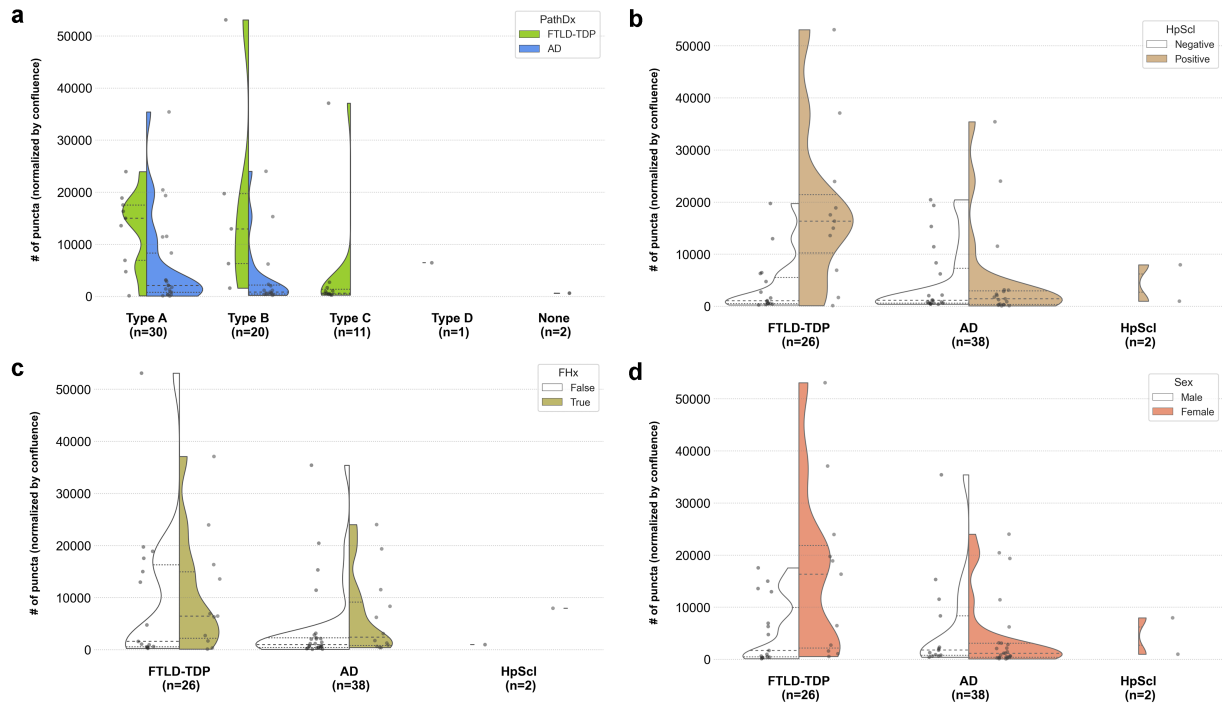 a
PathDx
FTLD-TDP
AD
# of puncta (normalized by confluence)
50000
40000
30000
20000
10000
0
Type A
(n=30)
Type B
(n=20)
Type C
(n=11)
Type D
(n=1)
None
(n=2)
b
HpScl
Negative
Positive
# of puncta (normalized by confluence)
50000
40000
30000
20000
10000
0
FTLD-TDP
(n=26)
AD
(n=38)
HpScl
(n=2)
c
FHx
False
True
# of puncta (normalized by confluence)
50000
40000
30000
20000
10000
0
FTLD-TDP
(n=26)
AD
(n=38)
HpScl
(n=2)
d
Sex
Male
Female
# of puncta (normalized by confluence)
50000
40000
30000
20000
10000
0
FTLD-TDP
(n=26)
AD
(n=38)
HpScl
(n=2)